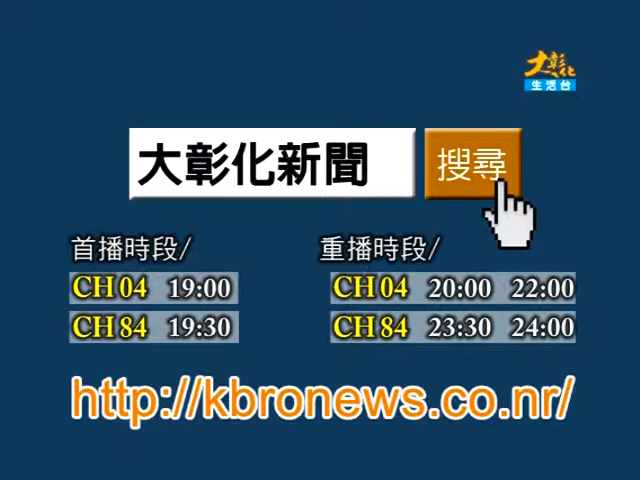 大彰化
生活台
大彰化新聞 搜尋
首播時段/ 重播時段/
CH04 19:00 CH04 20:00 22:00
CH84 19:30 CH84 23:30 24:00
http://kbronews.co.nr/